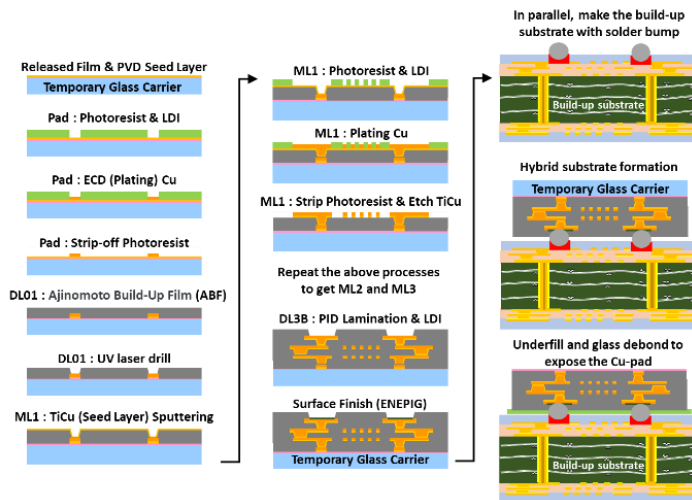 Released Film & PVD Seed Layer
Temporary Glass Carrier
Pad : Photoresist & LDI
Pad : ECD (Plating) Cu
Pad : Strip-off Photoresist
DL01 : Ajinomoto Build-Up Film (ABF)
DL01 : UV laser drill
ML1 : TiCu (Seed Layer) Sputtering
ML1 : Photoresist & LDI
ML1 : Plating Cu
ML1 : Strip Photoresist & Etch TiCu
Repeat the above processes
to get ML2 and ML3
DL3B : PID Lamination & LDI
Surface Finish (ENEPIG)
Temporary Glass Carrier
In parallel, make the build-up
substrate with solder bump
Build-up substrate
Hybrid substrate formation
Temporary Glass Carrier
Underfill and glass debond to
expose the Cu-pad
Build-up substrate